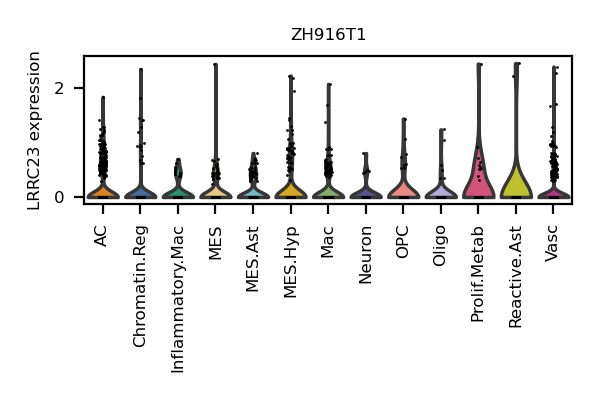 ZH916T1
LRRC23 expression
2
0
AC
Chromatin.Reg
Inflammatory.Mac
MES
MES.Ast
MES.Hyp
Mac
Neuron
OPC
Oligo
Prolif.Metab
Reactive.Ast
Vasc